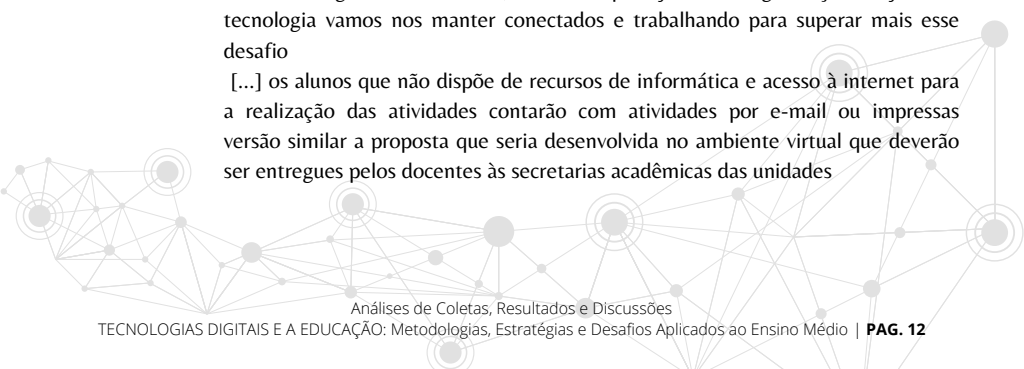 tecnologia vamos nos manter conectados e trabalhando para superar mais esse
desafio
[...] os alunos que não dispõe de recursos de informática e acesso à internet para
a realização das atividades contarão com atividades por e-mail ou impressas
versão similar a proposta que seria desenvolvida no ambiente virtual que deverão
ser entregues pelos docentes às secretarias acadêmicas das unidades
Análises de Coletas, Resultados e Discussões
TECNOLOGIAS DIGITAIS E A EDUCAÇÃO: Metodologias, Estratégias e Desafios Aplicados ao Ensino Médio | PAG. 12